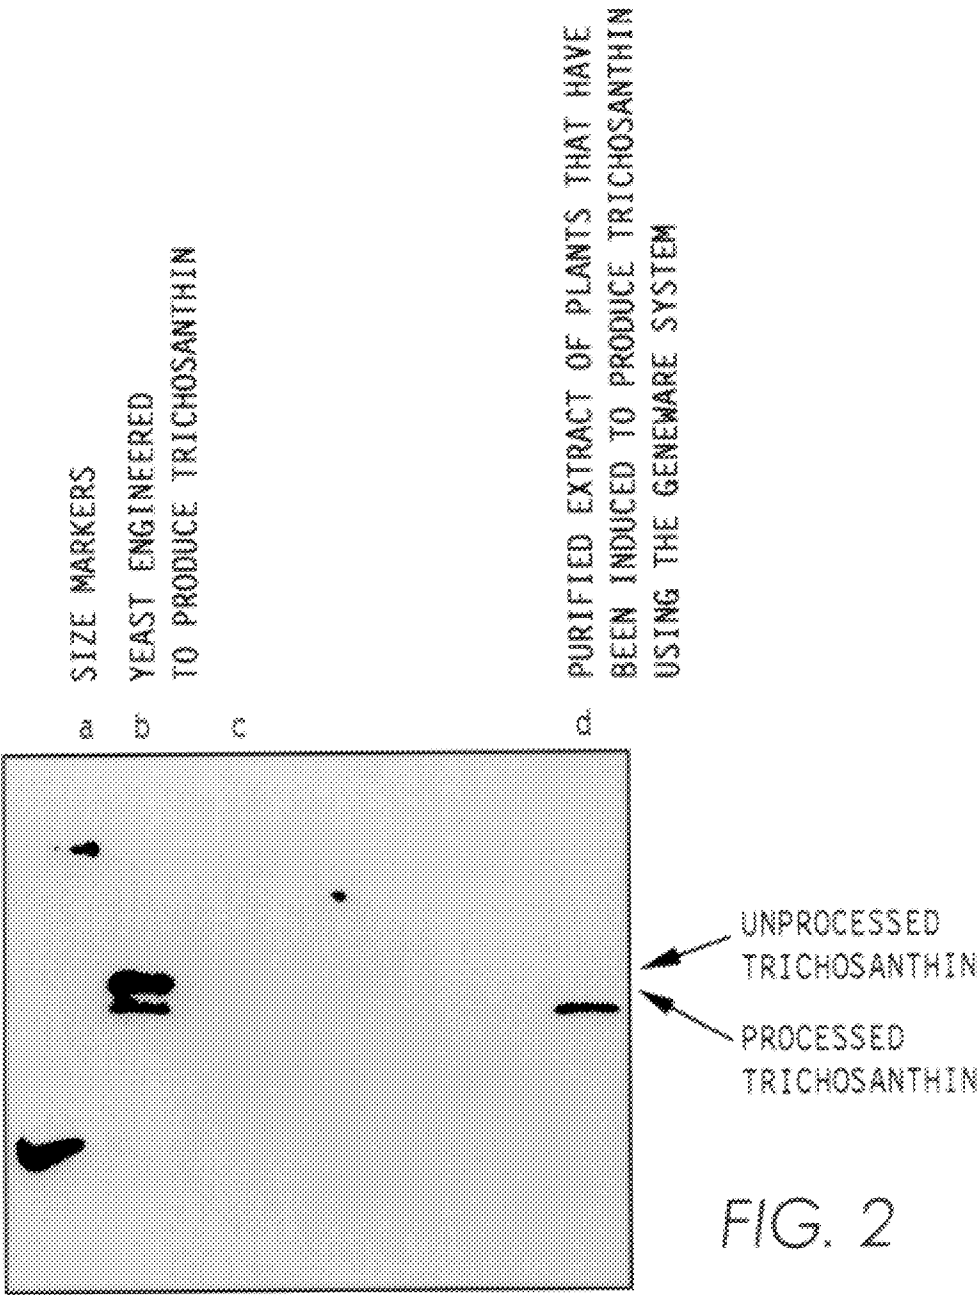 SIZE MARKERS
YEAST ENGINEERED
TO PRODUCE TRICHOSANTHIN
PURIFIED EXTRACT OF PLANTS THAT HAVE
BEEN INDUCED TO PRODUCE TRICHOSANTHIN
USING THE GENEWARE SYSTEM
a b c d
UNPROCESSED
TRICHOSANTHIN
PROCESSED
TRICHOSANTHIN
FIG. 2